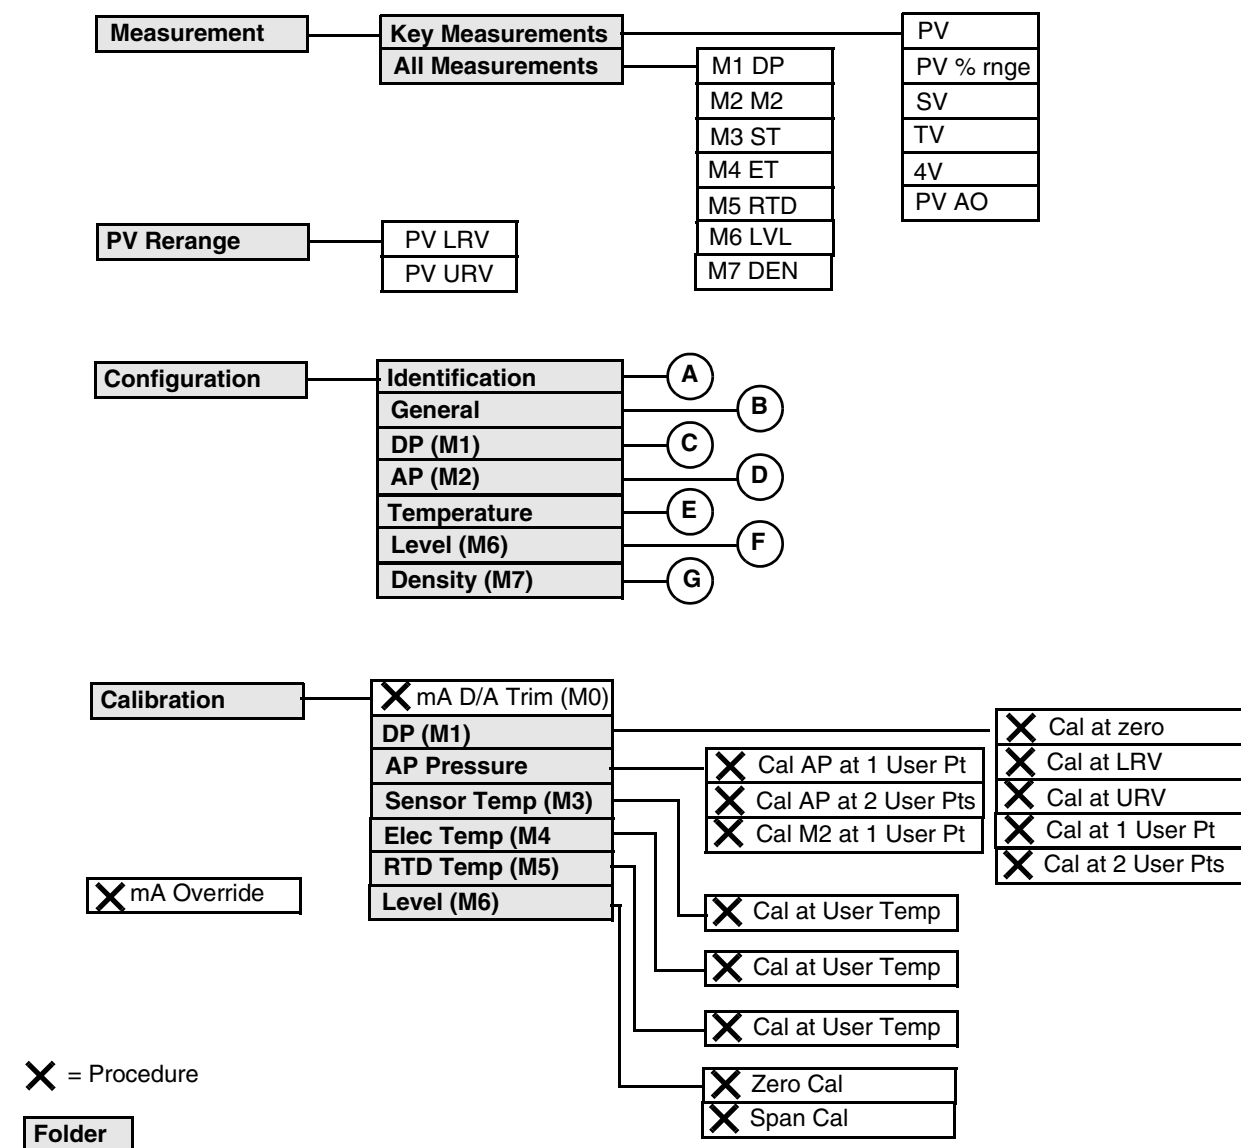 Measurement
Key Measurements
All Measurements
PV
PV % rnge
SV
TV
4V
PV AO
M1 DP
M2 M2
M3 ST
M4 ET
M5 RTD
M6 LVL
M7 DEN
PV Rerange
PV LRV
PV URV
Configuration
Identification
General
DP (M1)
AP (M2)
Temperature
Level (M6)
Density (M7)
A
B
C
D
E
F
G
Calibration
mA D/A Trim (M0)
DP (M1)
AP Pressure
Sensor Temp (M3)
Elec Temp (M4
RTD Temp (M5)
Level (M6)
Cal at zero
Cal at LRV
Cal at URV
Cal at 1 User Pt
Cal at 2 User Pts
Cal AP at 1 User Pt
Cal AP at 2 User Pts
Cal M2 at 1 User Pt
mA Override
Cal at User Temp
Cal at User Temp
Cal at User Temp
Zero Cal
Span Cal
= Procedure
Folder